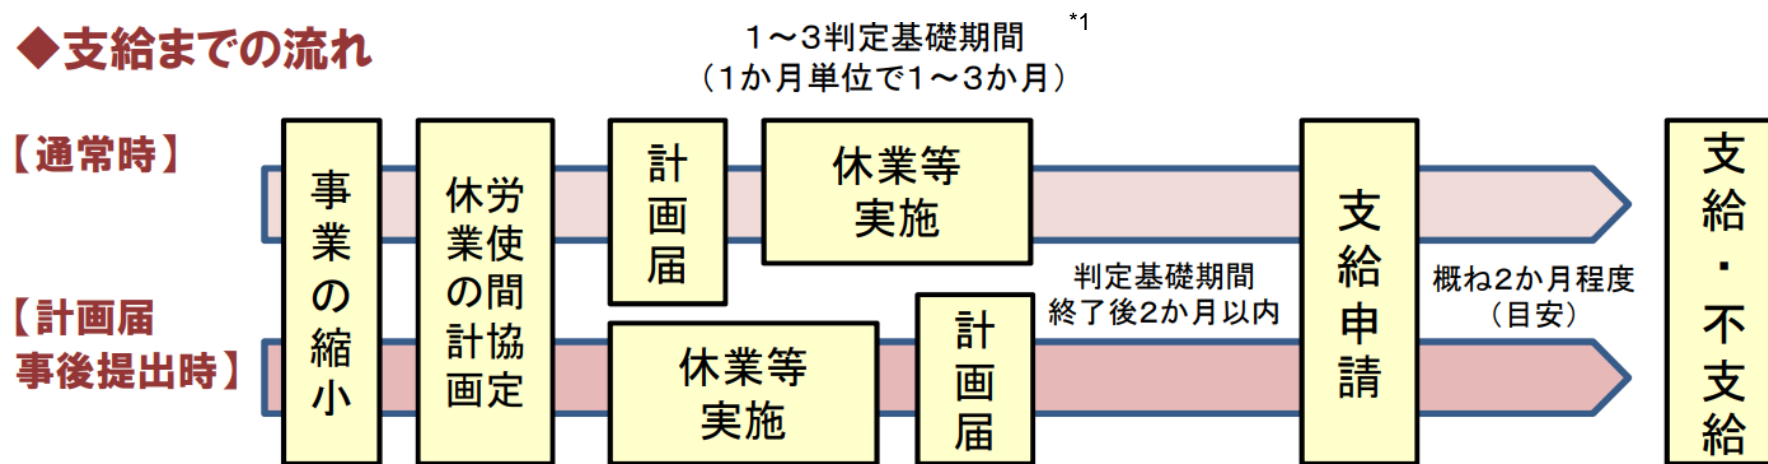 ◆支給までの流れ
1～3判定基礎期間 *1
（1か月単位で1～3か月）
【通常時】
事業の縮小
労使間協定
休業の計画
計画届
休業等
実施
支給申請
支給・不支給
【計画届
事後提出時】
休業等
実施
計画届
判定基礎期間
終了後2か月以内
概ね2か月程度
（目安）